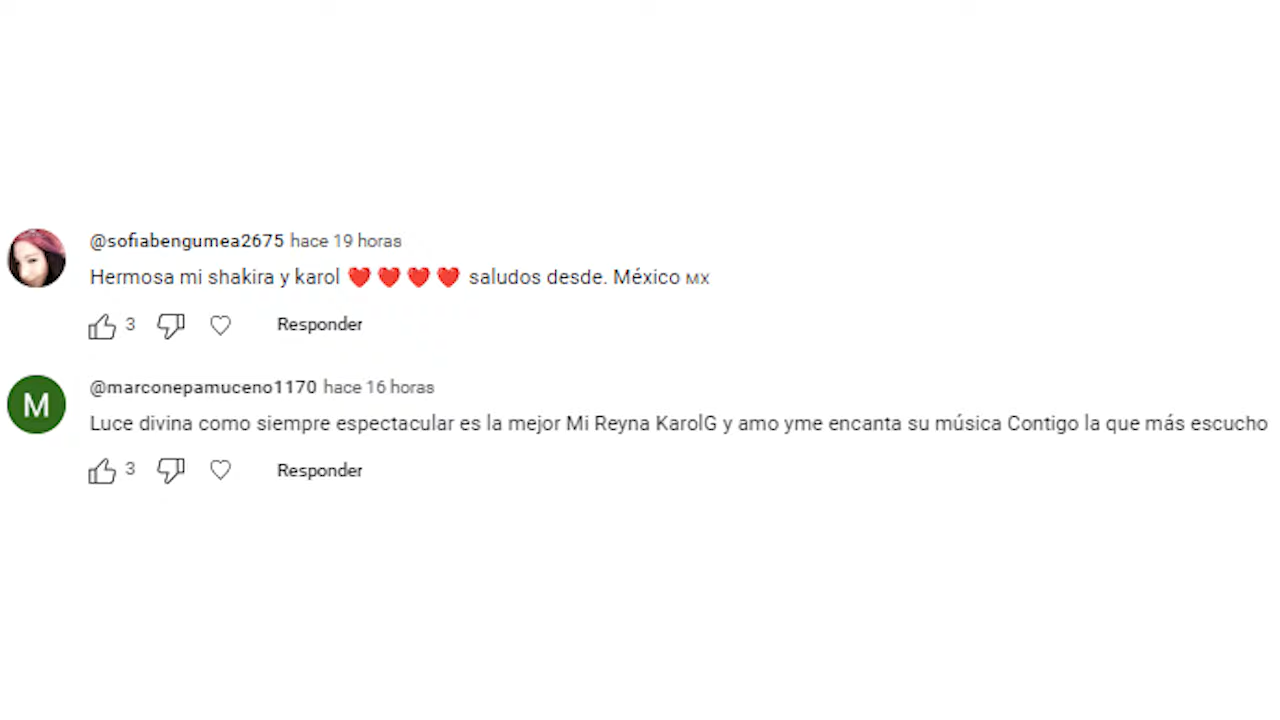 @sofiabengumea2675 hace 19 horas
Hermosa mi shakira y karol ❤️ ❤️ ❤️ ❤️ saludos desde. México MX
3 Responder
M
@marconepamuceno1170 hace 16 horas
Luce divina como siempre espectacular es la mejor Mi Reyna KarolG y amo yme encanta su música Contigo la que más escucho
3 Responder